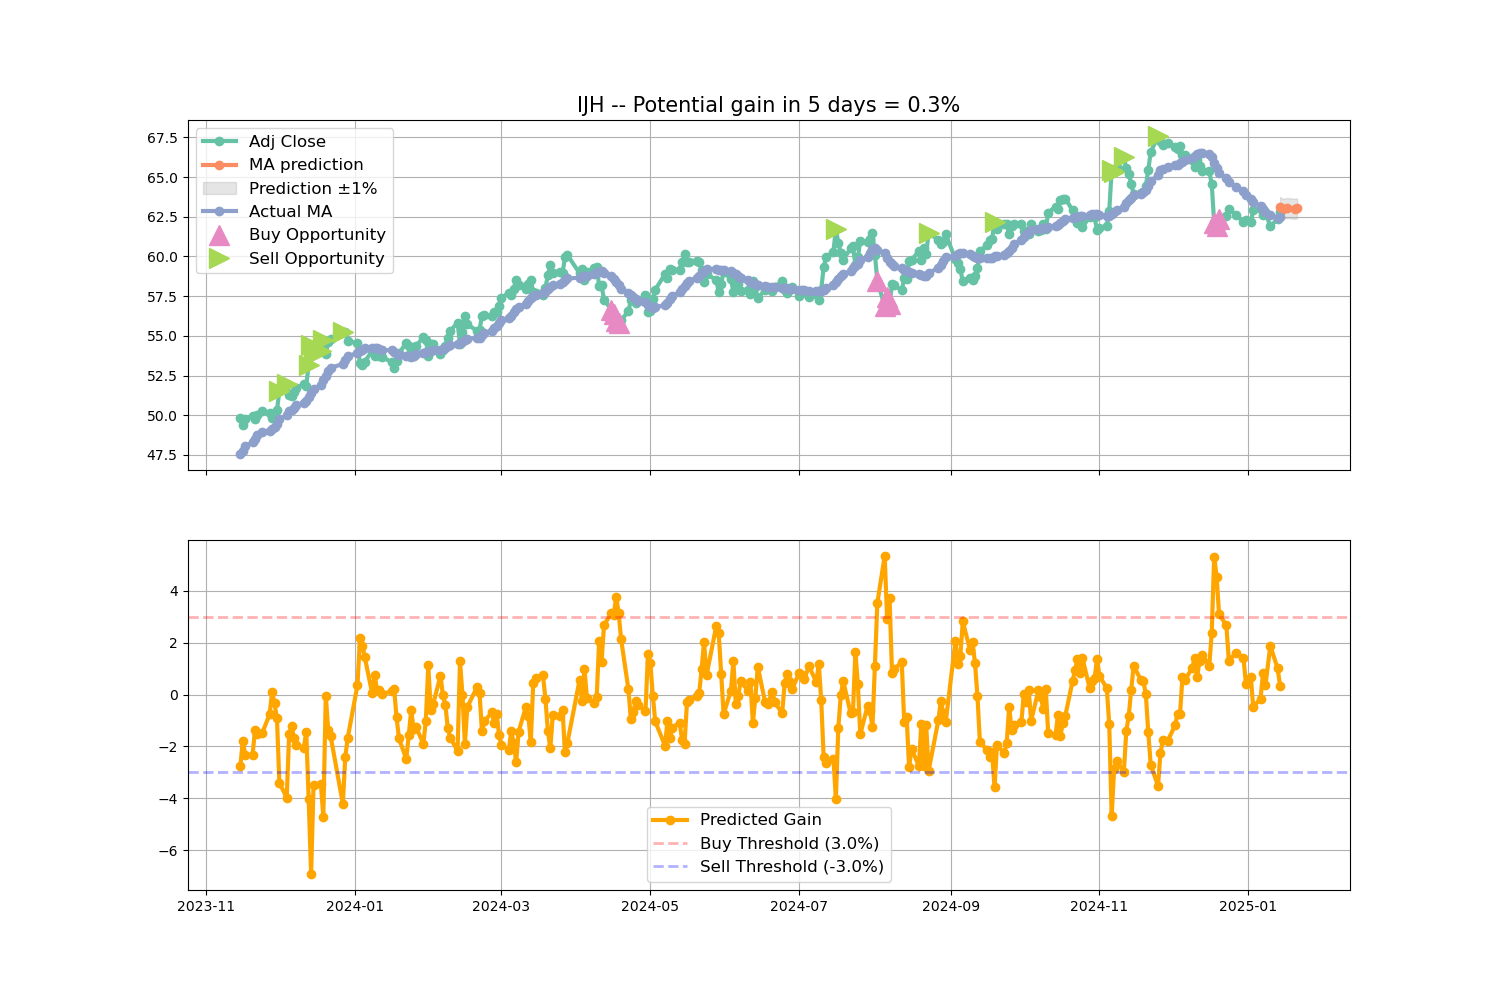 IJH -- Potential gain in 5 days = 0.3%
67.5
65.0
62.5
60.0
57.5
55.0
52.5
50.0
47.5
Adj Close
MA prediction
Prediction ±1%
Actual MA
Buy Opportunity
Sell Opportunity
4
2
0
−2
−4
−6
Predicted Gain
Buy Threshold (3.0%)
Sell Threshold (-3.0%)
2023-11 2024-01 2024-03 2024-05 2024-07 2024-09 2024-11 2025-01